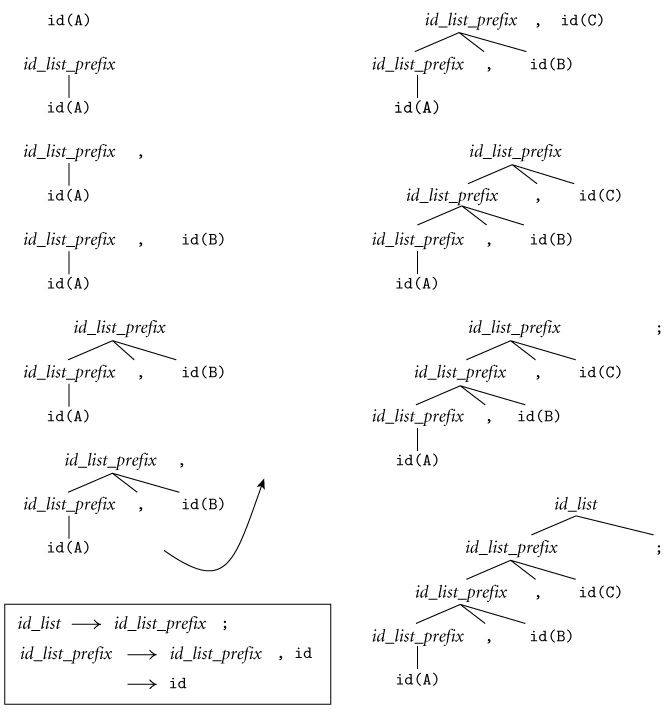 id(A)
id_list_prefix
id(A)
id_list_prefix ,
id(A)
id_list_prefix , id(B)
id(A)
id_list_prefix
id_list_prefix , id(B)
id(A)
id_list_prefix ,
id_list_prefix , id(B)
id(A)
id_list_prefix , id(C)
id_list_prefix , id(B)
id(A)
id_list_prefix
id_list_prefix , id(C)
id_list_prefix , id(B)
id(A)
id_list_prefix ;
id_list_prefix , id(C)
id_list_prefix , id(B)
id(A)
id_list
id_list_prefix ;
id_list_prefix , id(C)
id_list_prefix , id(B)
id(A)
id_list ⟶ id_list_prefix ;
id_list_prefix ⟶ id_list_prefix , id
⟶ id